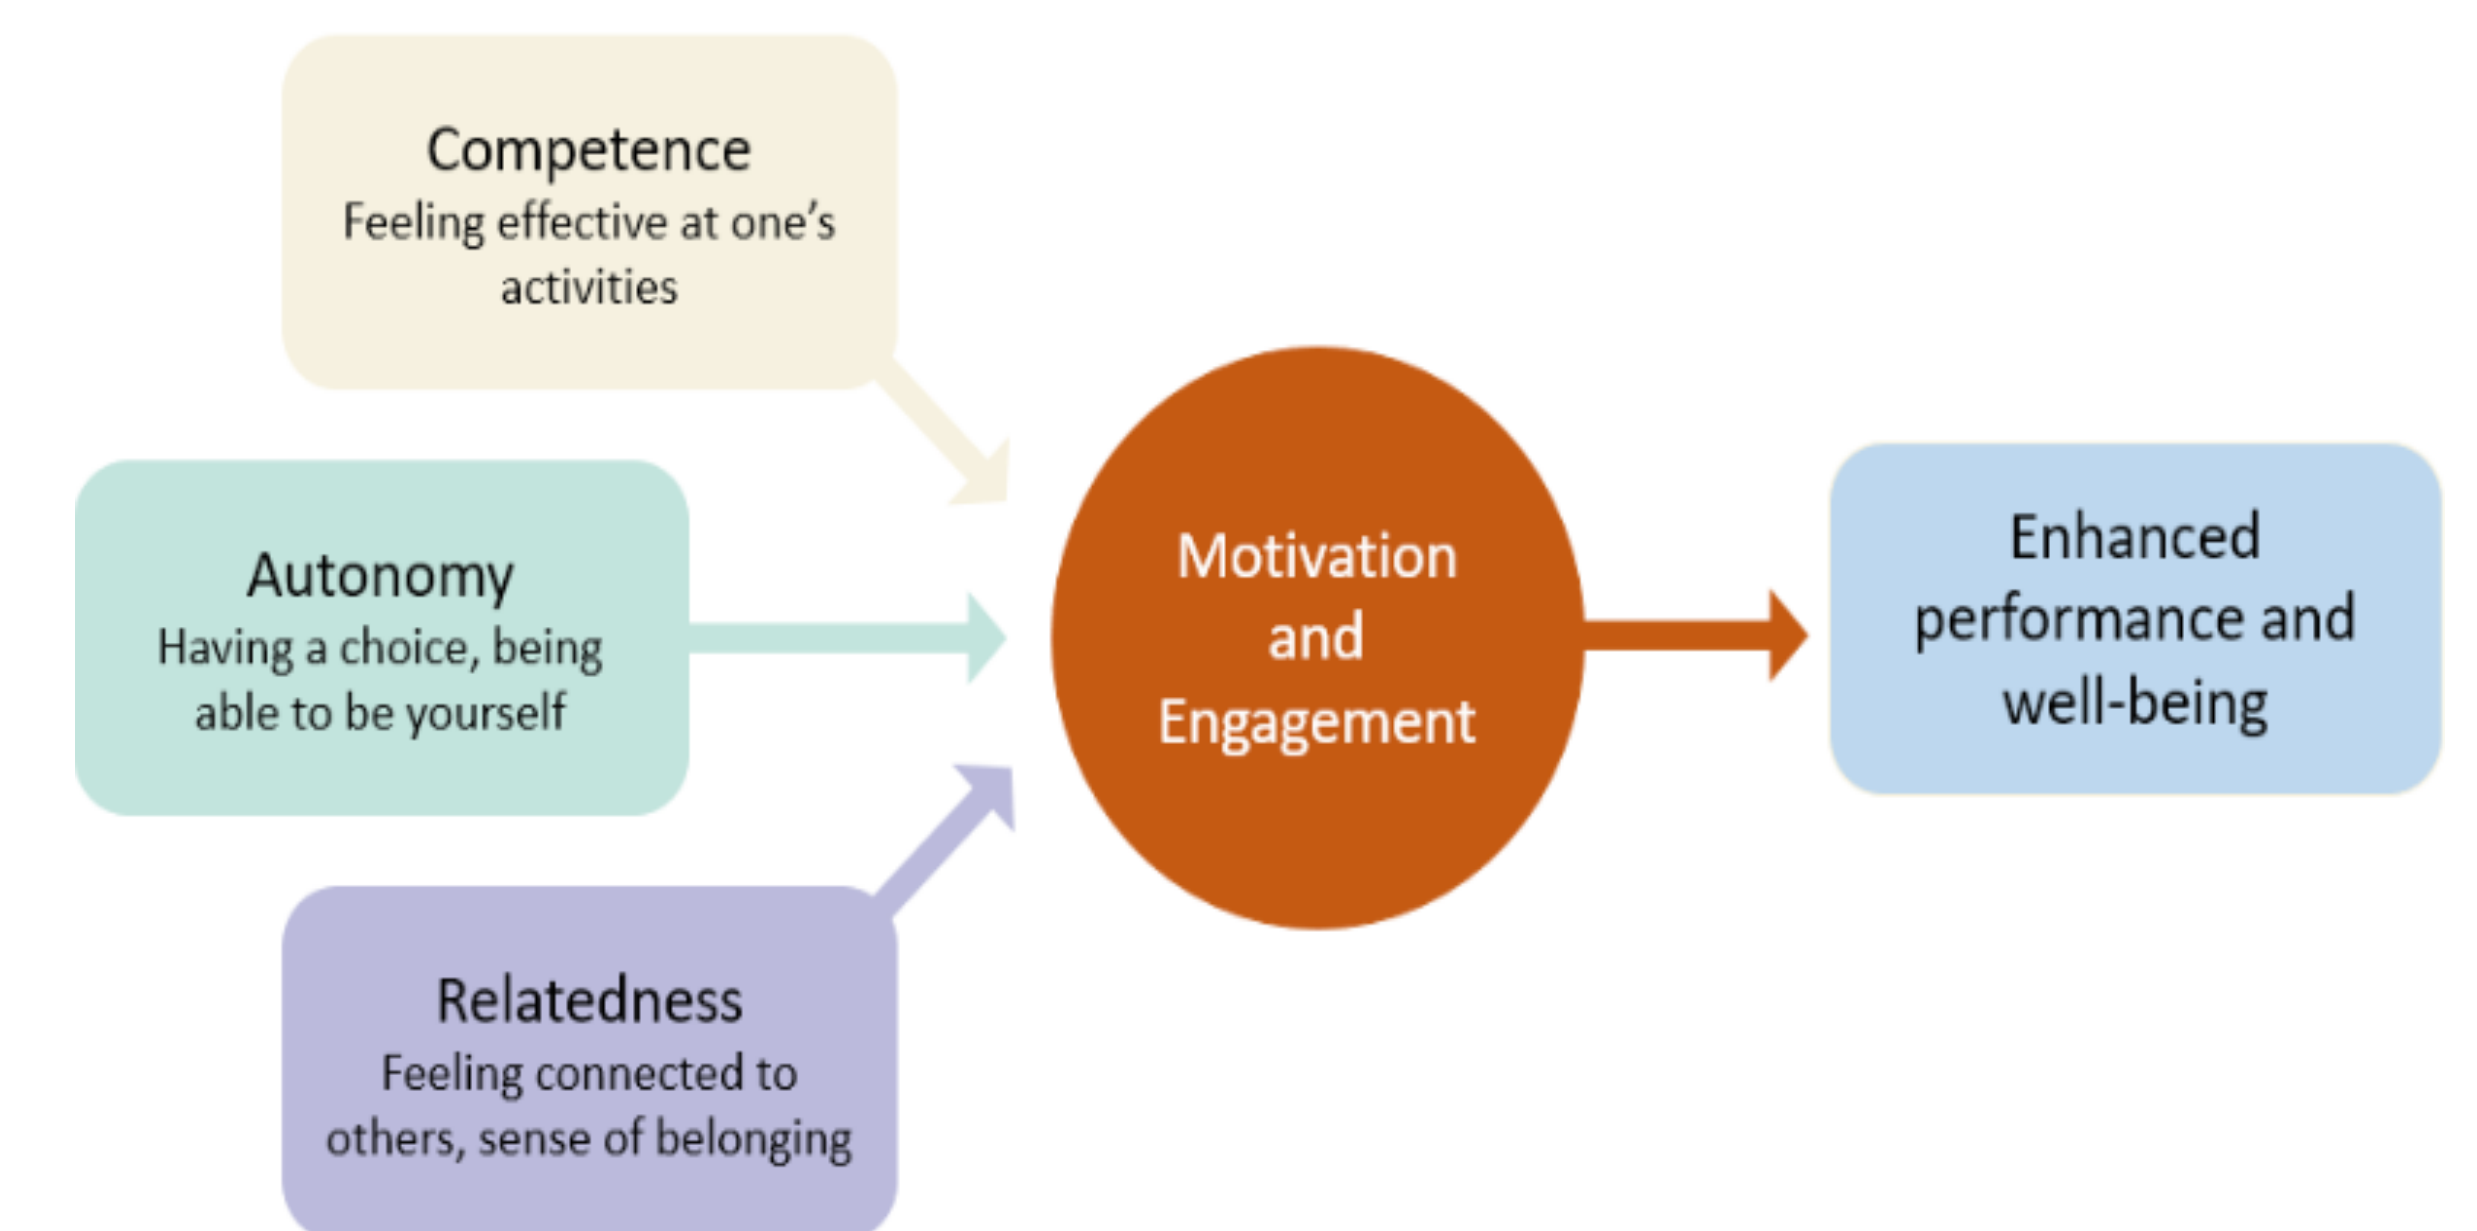 Competence
Feeling effective at one’s
activities
Autonomy
Having a choice, being
able to be yourself
Relatedness
Feeling connected to
others, sense of belonging
Motivation
and
Engagement
Enhanced
performance and
well-being